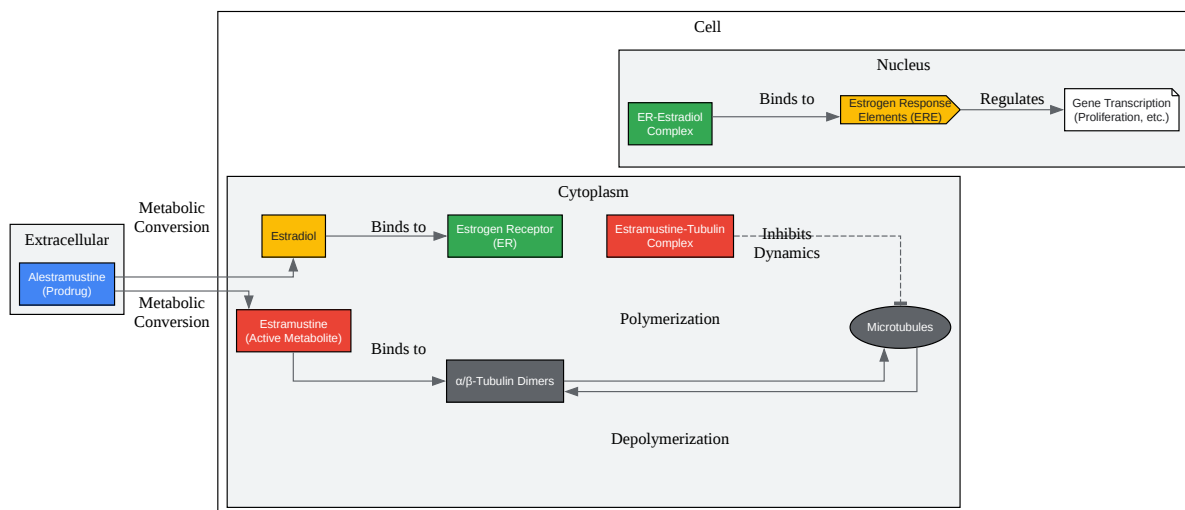 Cell
Nucleus
ER-Estradiol
Complex
Binds to
Estrogen Response
Elements (ERE)
Regulates
Gene Transcription
(Proliferation, etc.)
Cytoplasm
Metabolic
Conversion
Extracellular
Alestramustine
(Prodrug)
Metabolic
Conversion
Estradiol
Binds to
Estrogen Receptor
(ER)
Estramustine-Tubulin
Complex
Inhibits
Dynamics
Estramustine
(Active Metabolite)
Binds to
α/β-Tubulin Dimers
Polymerization
Microtubules
Depolymerization